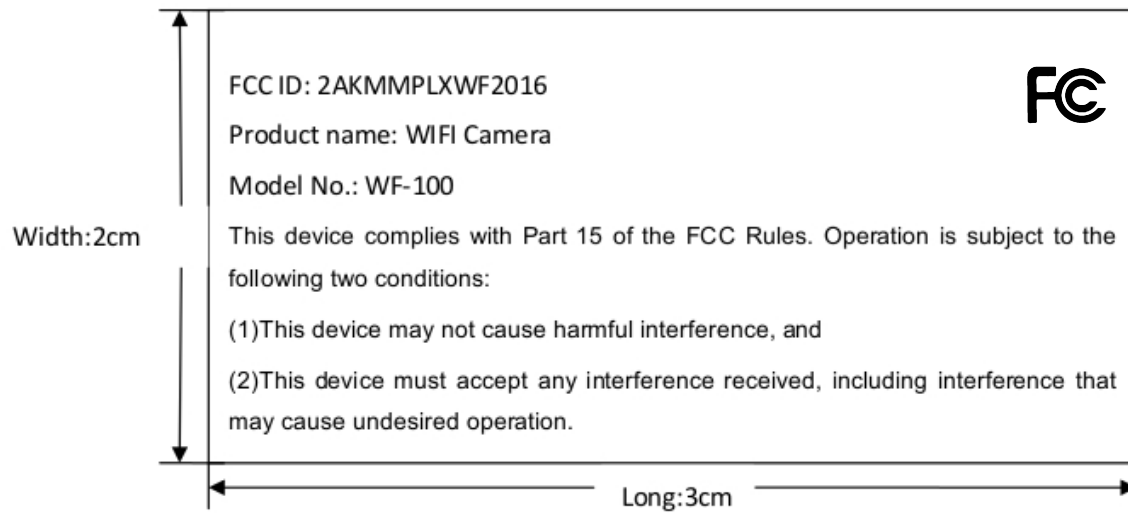 FCC ID: 2AKMMPLXWF2016
FC
Product name: WIFI Camera
Model No.: WF-100
Width:2cm
This device complies with Part 15 of the FCC Rules. Operation is subject to the
following two conditions:
(1)This device may not cause harmful interference, and
(2)This device must accept any interference received, including interference that
may cause undesired operation.
Long:3cm